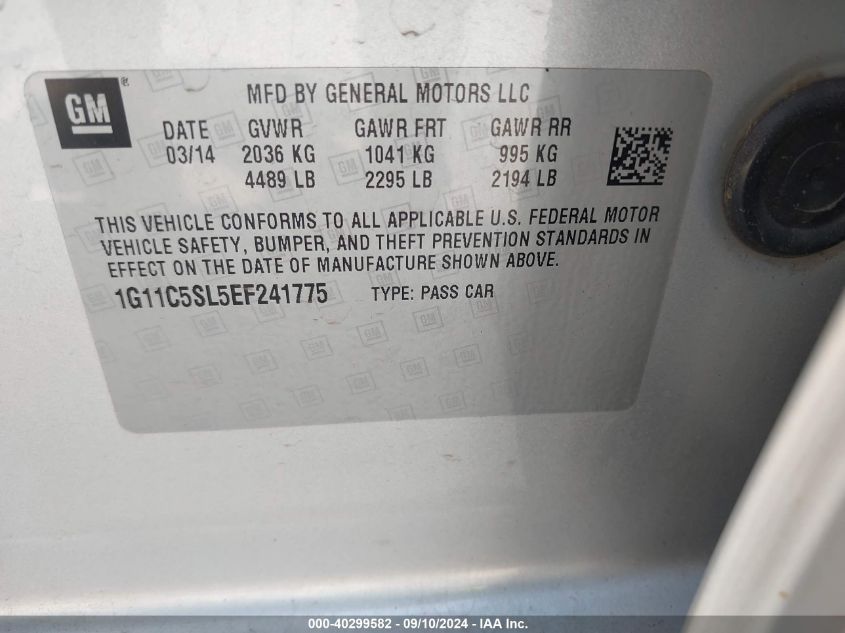 GM ®
MFD BY GENERAL MOTORS LLC
DATE GVWR GAWR FRT GAWR RR
03/14 2036 KG 1041 KG 995 KG
4489 LB 2295 LB 2194 LB
THIS VEHICLE CONFORMS TO ALL APPLICABLE U.S. FEDERAL MOTOR
VEHICLE SAFETY, BUMPER, AND THEFT PREVENTION STANDARDS IN
EFFECT ON THE DATE OF MANUFACTURE SHOWN ABOVE.
1G11C5SL5EF241775 TYPE: PASS CAR
000-40299582 - 09/10/2024 - IAA Inc.